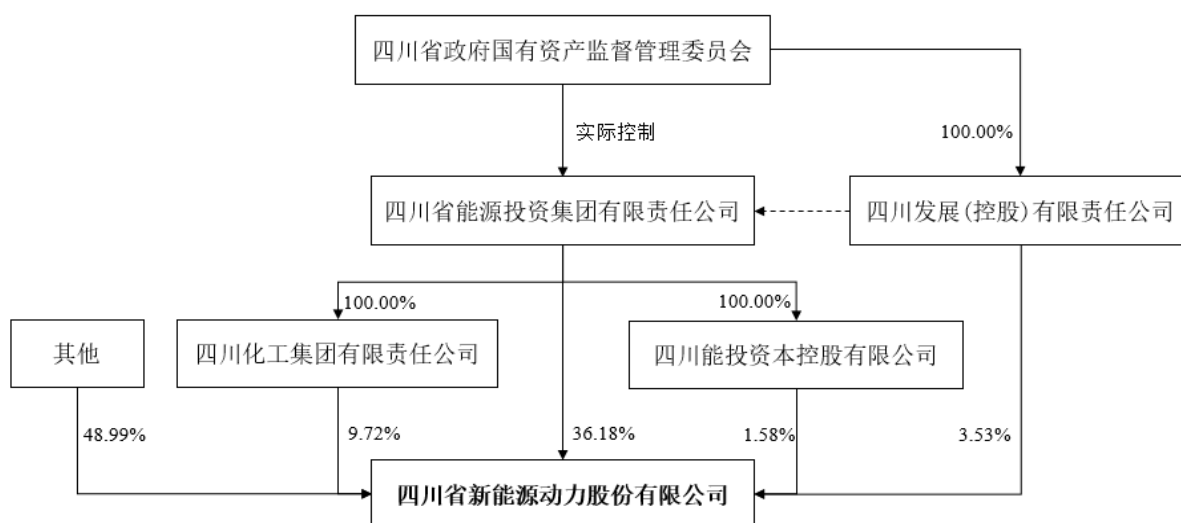 四川省政府国有资产监督管理委员会
实际控制
100.00%
四川省能源投资集团有限责任公司
四川发展(控股)有限责任公司
100.00%
100.00%
其他
四川化工集团有限责任公司
四川能投资本控股有限公司
48.99%
9.72%
36.18%
1.58%
3.53%
四川省新能源动力股份有限公司